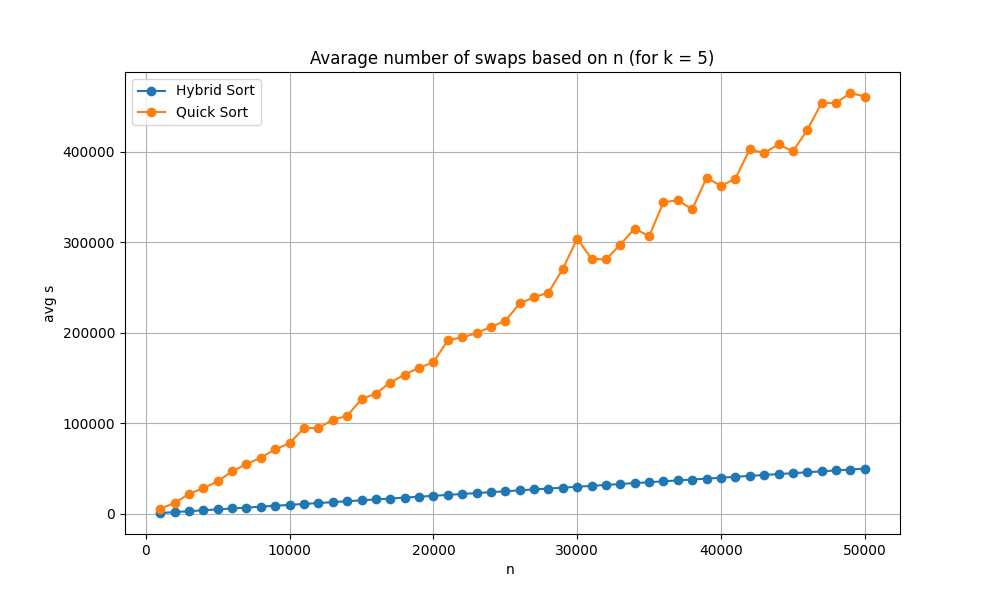 Avarage number of swaps based on n (for k = 5)
Hybrid Sort
Quick Sort
avg s
400000
300000
200000
100000
0
0 10000 20000 30000 40000 50000
n